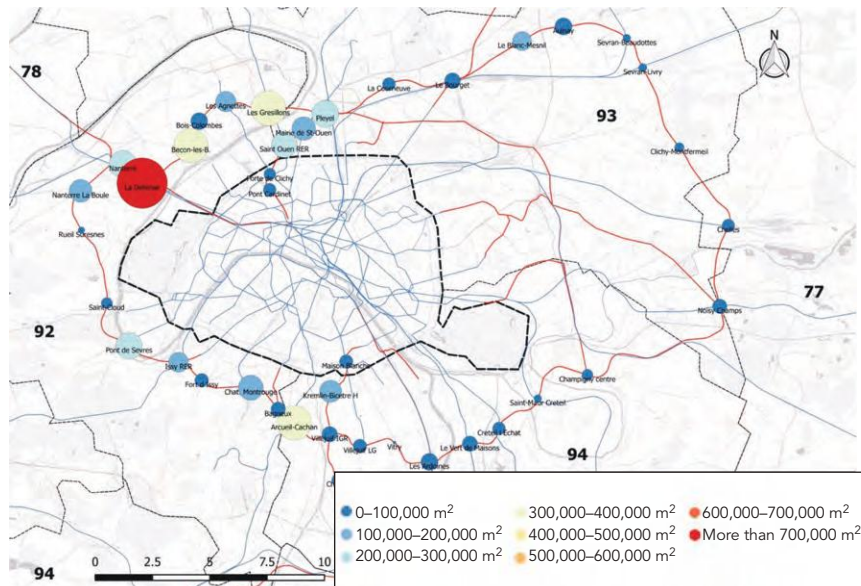 78
N
Aulnay
Le Blanc-Mesnil
Sevran-Beaudottes
Sevran-Livry
Le Bourget
La Courneuve
Les Agnettes
Les Gresillons
Pleyel
Bois-Colombes
Mairie de St-Ouen
93
Becon-les-B.
Saint Ouen RER
Clichy-Montfermeil
Nanterre
Porte de Clichy
La Défense
Nanterre La Boule
Pont Cardinet
Chelles
Rueil Suresnes
77
Saint-Cloud
Noisy-Champs
92
Pont de Sevres
Issy RER
Maison Blanche
Champigny centre
Fort d'Issy
Chat. Montrouge
Kremlin-Bicetre H
Saint-Maur Creteil
Bagneux
Arcueil-Cachan
Creteil l'Echat
Villejuif IGR
Villejuif LG
Vitry
Le Vert de Maisons
94
Les Ardoines
0–100,000 m²
300,000–400,000 m²
600,000–700,000 m²
100,000–200,000 m²
400,000–500,000 m²
More than 700,000 m²
200,000–300,000 m²
500,000–600,000 m²
94
0 2.5 5 7.5 10